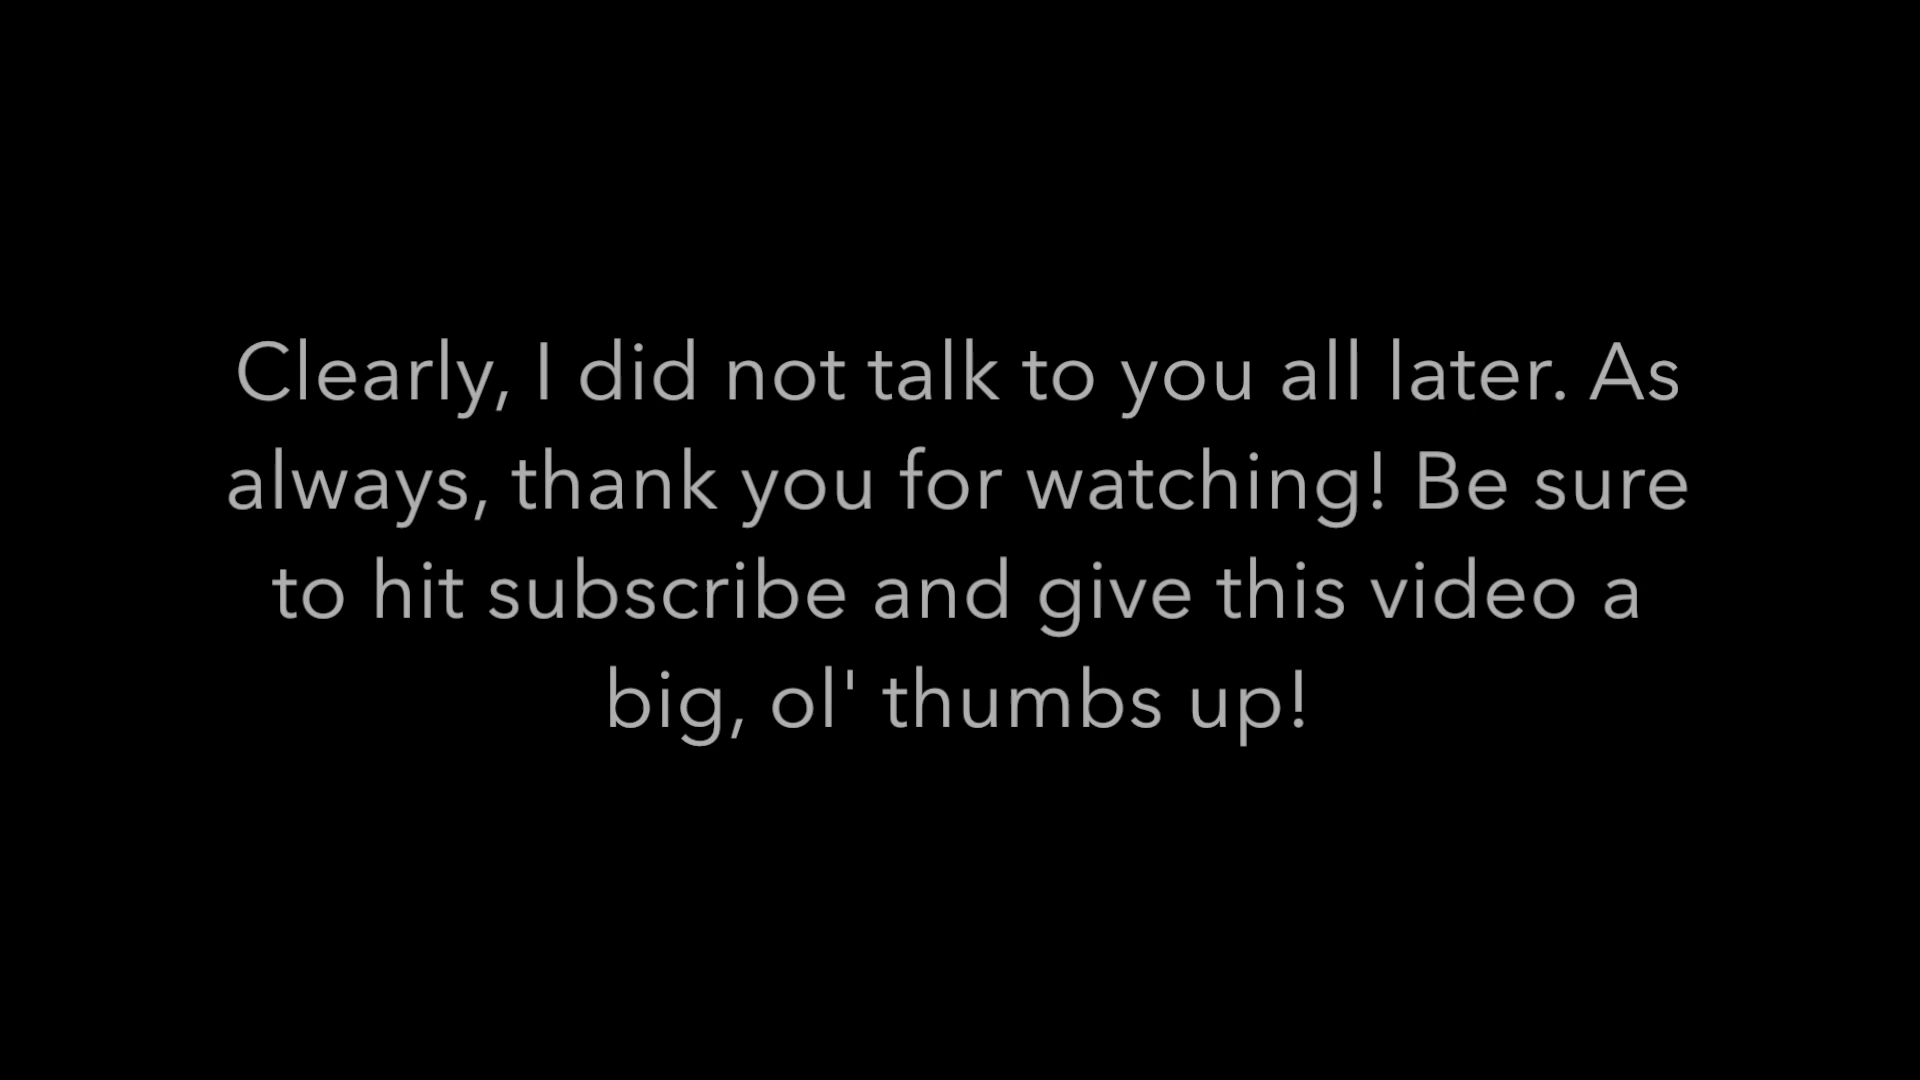 Clearly, I did not talk to you all later. As
always, thank you for watching! Be sure
to hit subscribe and give this video a
big, ol' thumbs up!